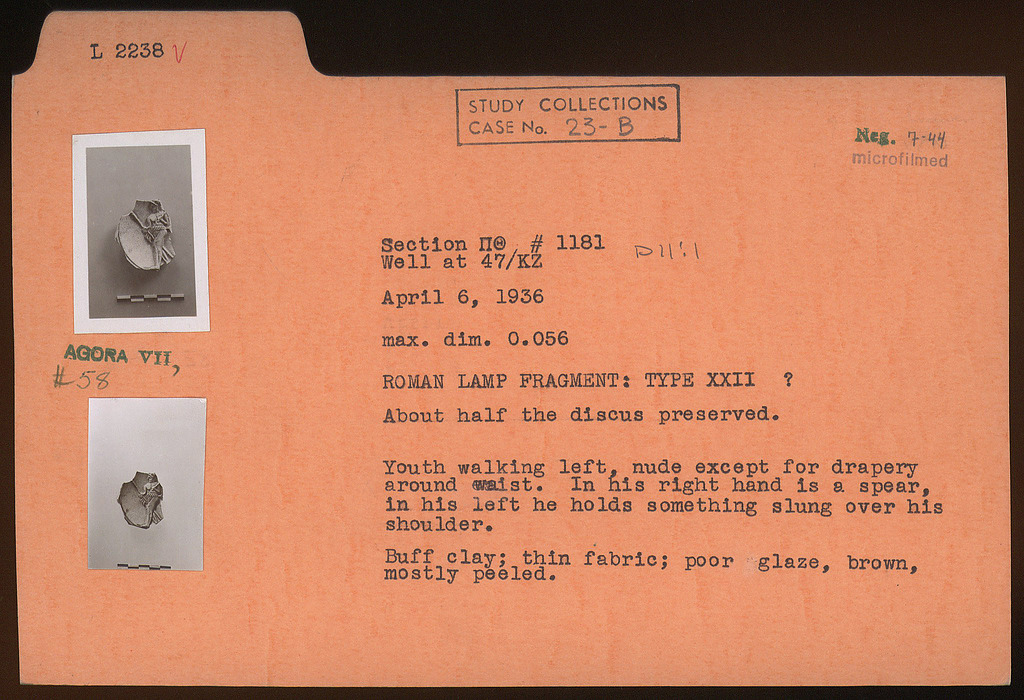 L 2238 V
STUDY COLLECTIONS
CASE No. 23-B
Neg. 7-44
microfilmed
Section ΠΘ # 1181
Well at 47/KZ
D 11:1
April 6, 1936
max. dim. 0.056
AGORA VII,
#58
ROMAN LAMP FRAGMENT: TYPE XXII ?
About half the discus preserved.
Youth walking left, nude except for drapery
around waist. In his right hand is a spear,
in his left he holds something slung over his
shoulder.
Buff clay; thin fabric; poor glaze, brown,
mostly peeled.